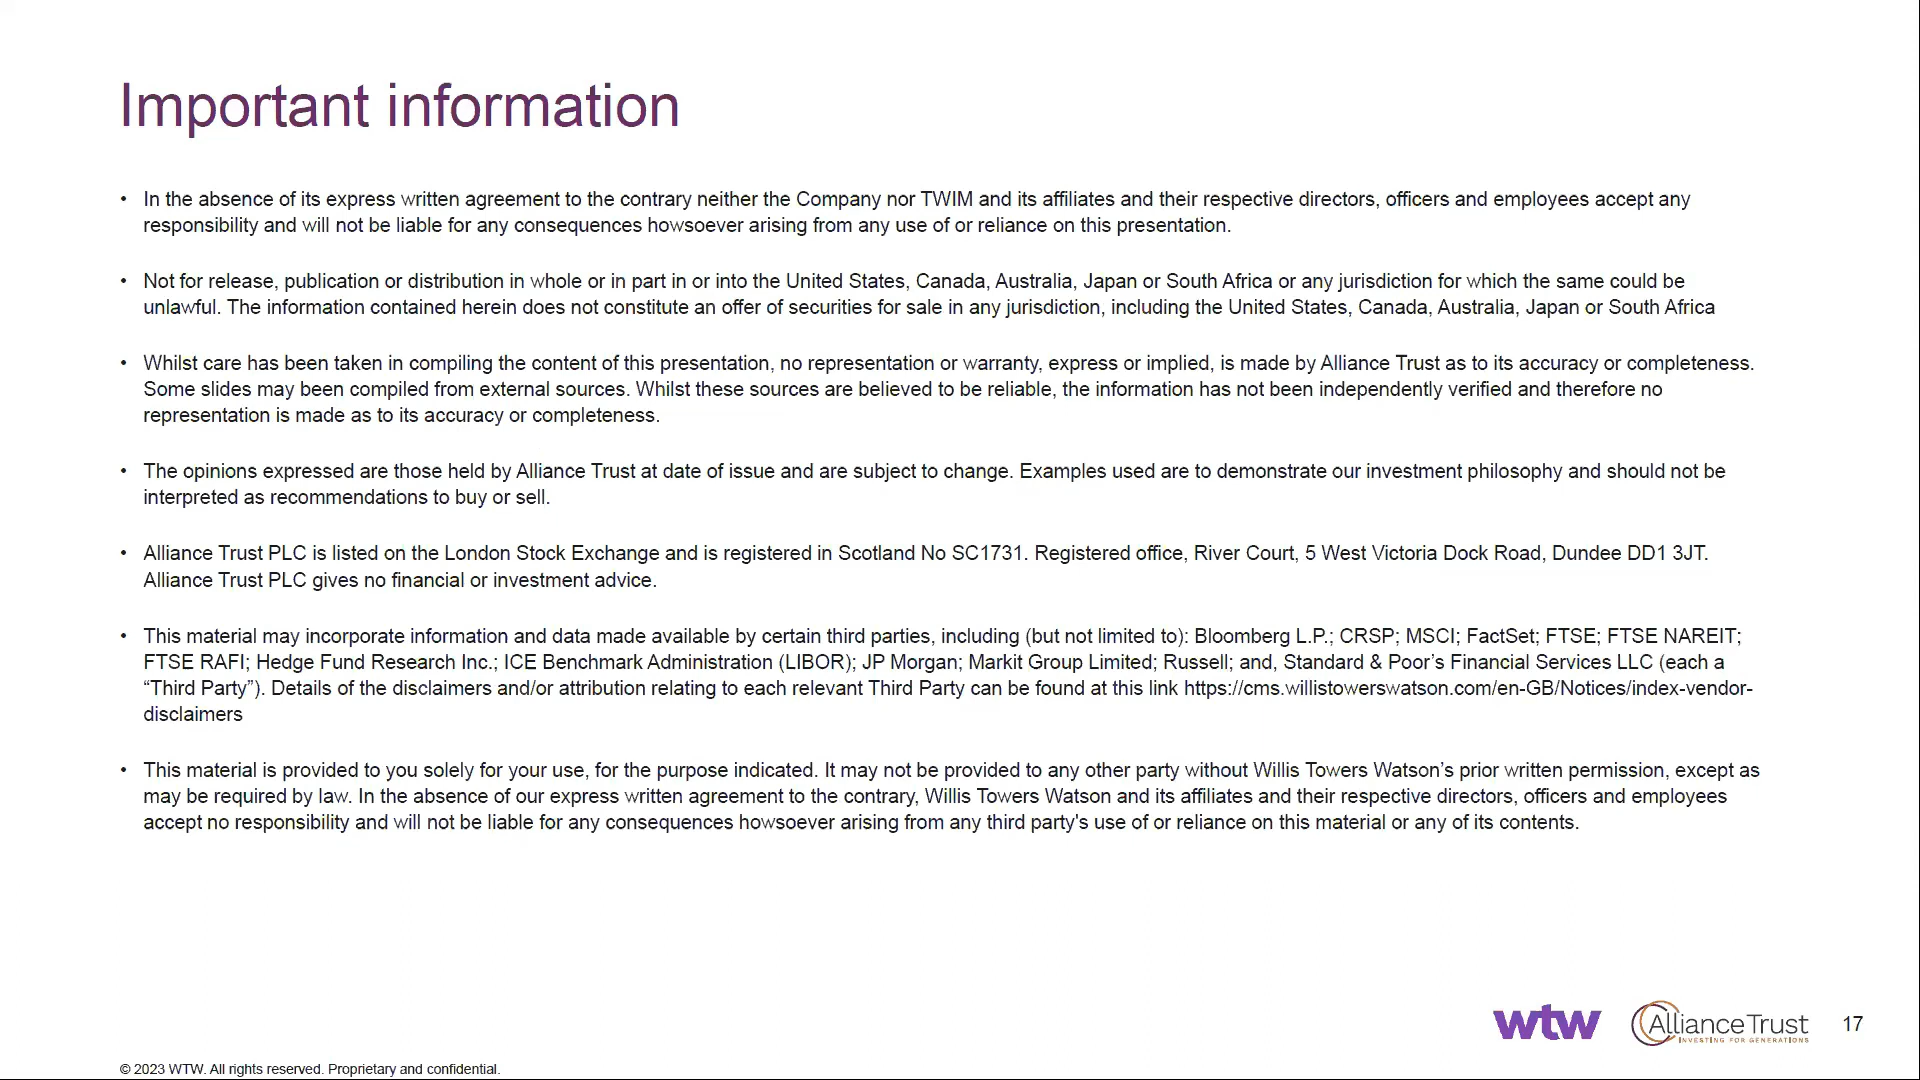 Important information
• In the absence of its express written agreement to the contrary neither the Company nor TWIM and its affiliates and their respective directors, officers and employees accept any
responsibility and will not be liable for any consequences howsoever arising from any use of or reliance on this presentation.
• Not for release, publication or distribution in whole or in part in or into the United States, Canada, Australia, Japan or South Africa or any jurisdiction for which the same could be
unlawful. The information contained herein does not constitute an offer of securities for sale in any jurisdiction, including the United States, Canada, Australia, Japan or South Africa
• Whilst care has been taken in compiling the content of this presentation, no representation or warranty, express or implied, is made by Alliance Trust as to its accuracy or completeness.
Some slides may been compiled from external sources. Whilst these sources are believed to be reliable, the information has not been independently verified and therefore no
representation is made as to its accuracy or completeness.
• The opinions expressed are those held by Alliance Trust at date of issue and are subject to change. Examples used are to demonstrate our investment philosophy and should not be
interpreted as recommendations to buy or sell.
• Alliance Trust PLC is listed on the London Stock Exchange and is registered in Scotland No SC1731. Registered office, River Court, 5 West Victoria Dock Road, Dundee DD1 3JT.
Alliance Trust PLC gives no financial or investment advice.
• This material may incorporate information and data made available by certain third parties, including (but not limited to): Bloomberg L.P.; CRSP; MSCI; FactSet; FTSE; FTSE NAREIT;
FTSE RAFI; Hedge Fund Research Inc.; ICE Benchmark Administration (LIBOR); JP Morgan; Markit Group Limited; Russell; and, Standard & Poor’s Financial Services LLC (each a
“Third Party”). Details of the disclaimers and/or attribution relating to each relevant Third Party can be found at this link https://cms.willistowerswatson.com/en-GB/Notices/index-vendor-
disclaimers
• This material is provided to you solely for your use, for the purpose indicated. It may not be provided to any other party without Willis Towers Watson’s prior written permission, except as
may be required by law. In the absence of our express written agreement to the contrary, Willis Towers Watson and its affiliates and their respective directors, officers and employees
accept no responsibility and will not be liable for any consequences howsoever arising from any third party's use of or reliance on this material or any of its contents.
wtw
Alliance Trust
INVESTING FOR GENERATIONS
17
© 2023 WTW. All rights reserved. Proprietary and confidential.